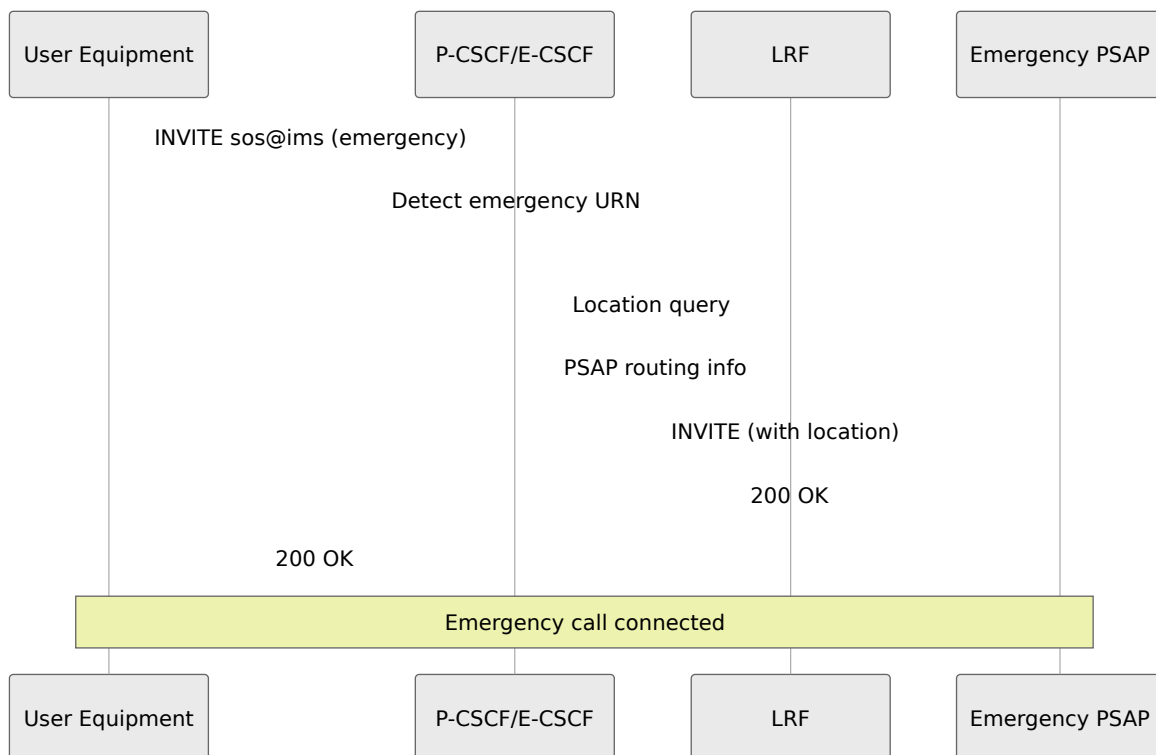 User Equipment
P-CSCF/E-CSCF
LRF
Emergency PSAP
INVITE sos@ims (emergency)
Detect emergency URN
Location query
PSAP routing info
INVITE (with location)
200 OK
200 OK
Emergency call connected
User Equipment
P-CSCF/E-CSCF
LRF
Emergency PSAP